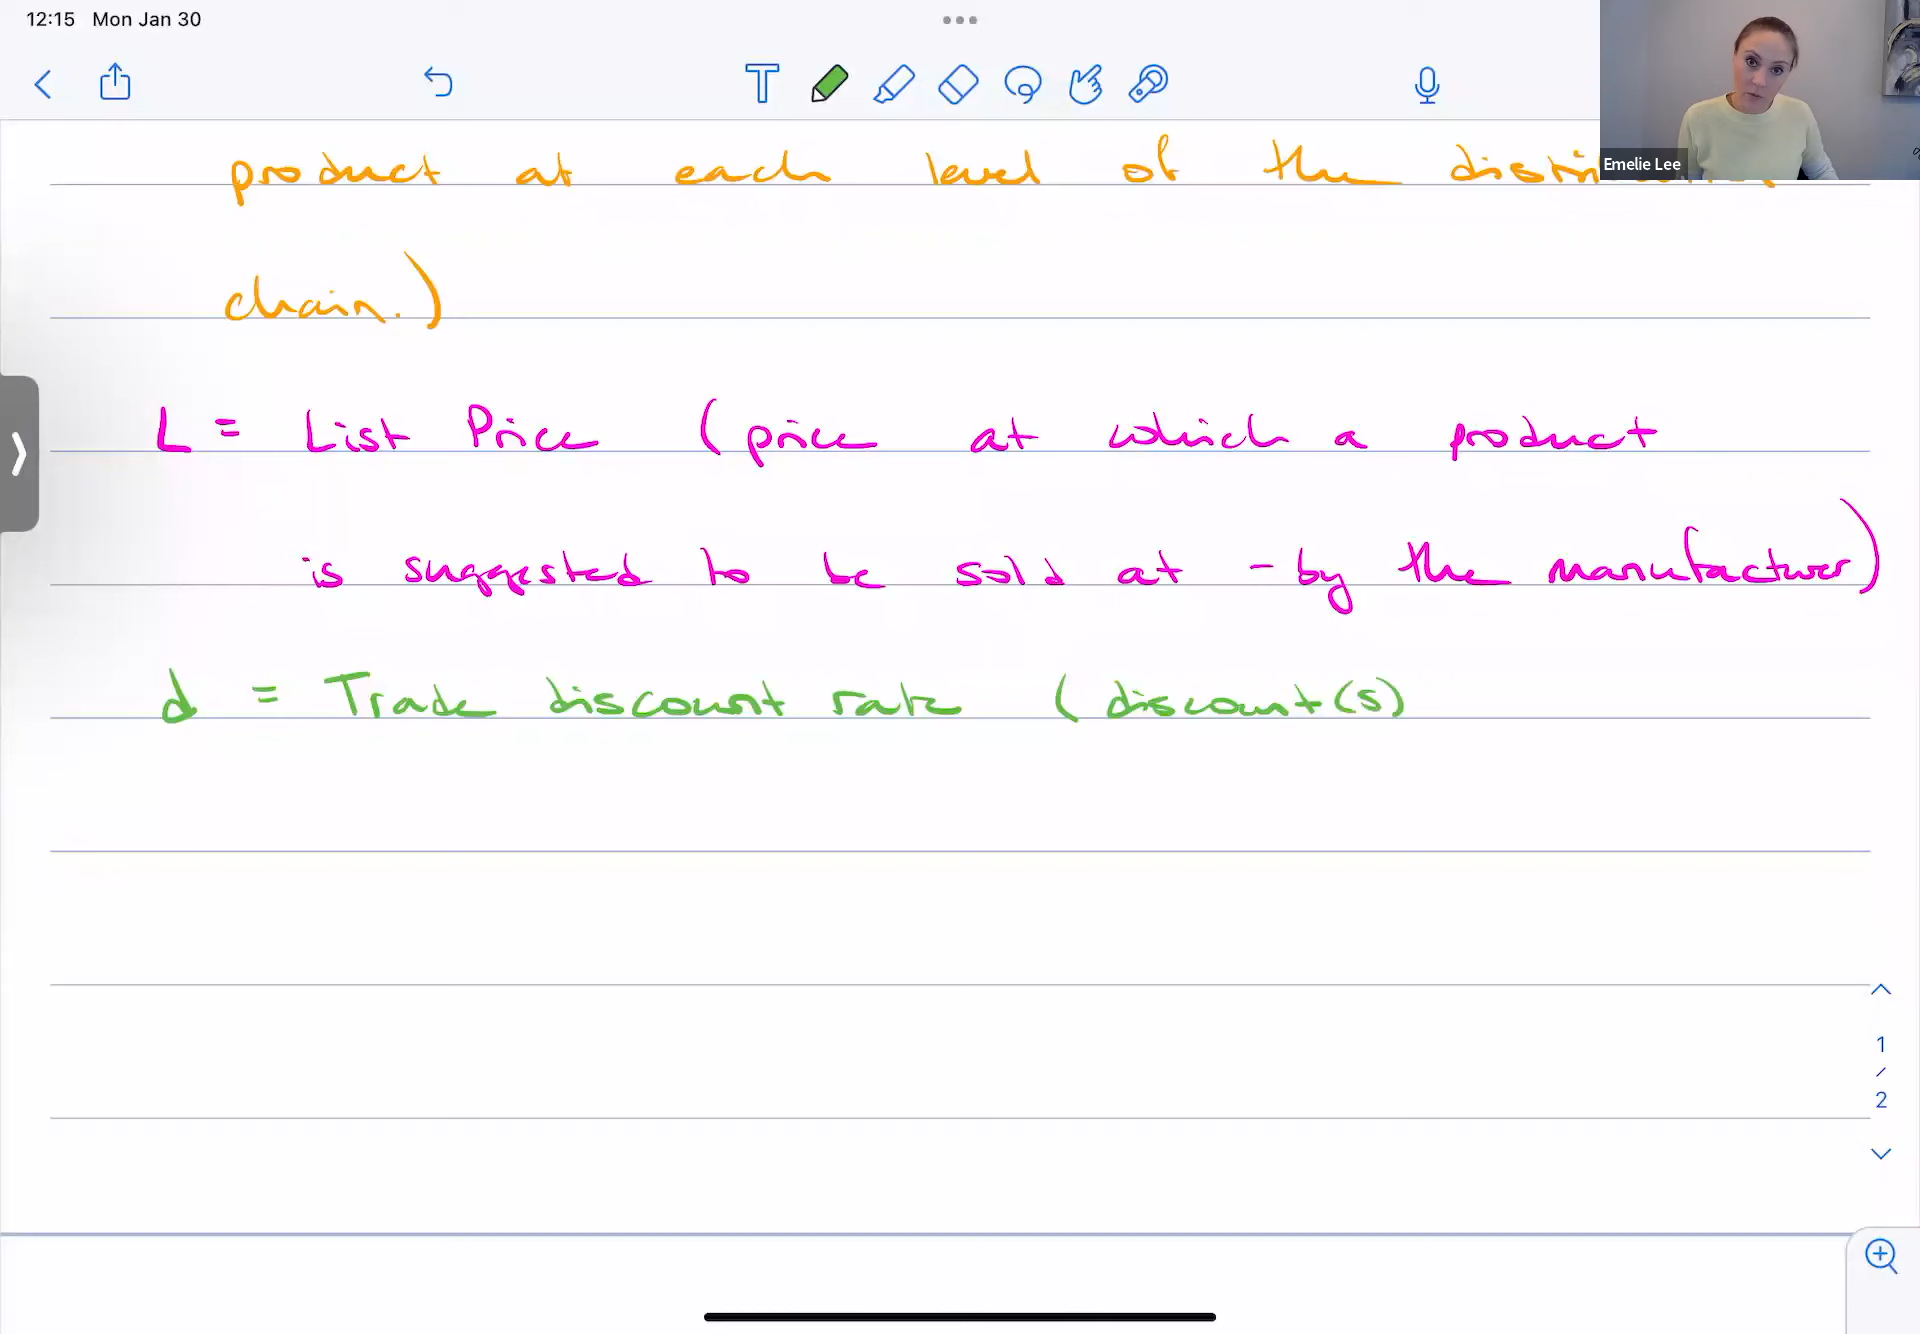 12:15 Mon Jan 30
T
Emelie Lee
product at each level of the
chain.)
L = List Price (price at which a product
is suggested to be sold at - by the manufacturer)
d = Trade discount rate (discount(s)
1
/
2